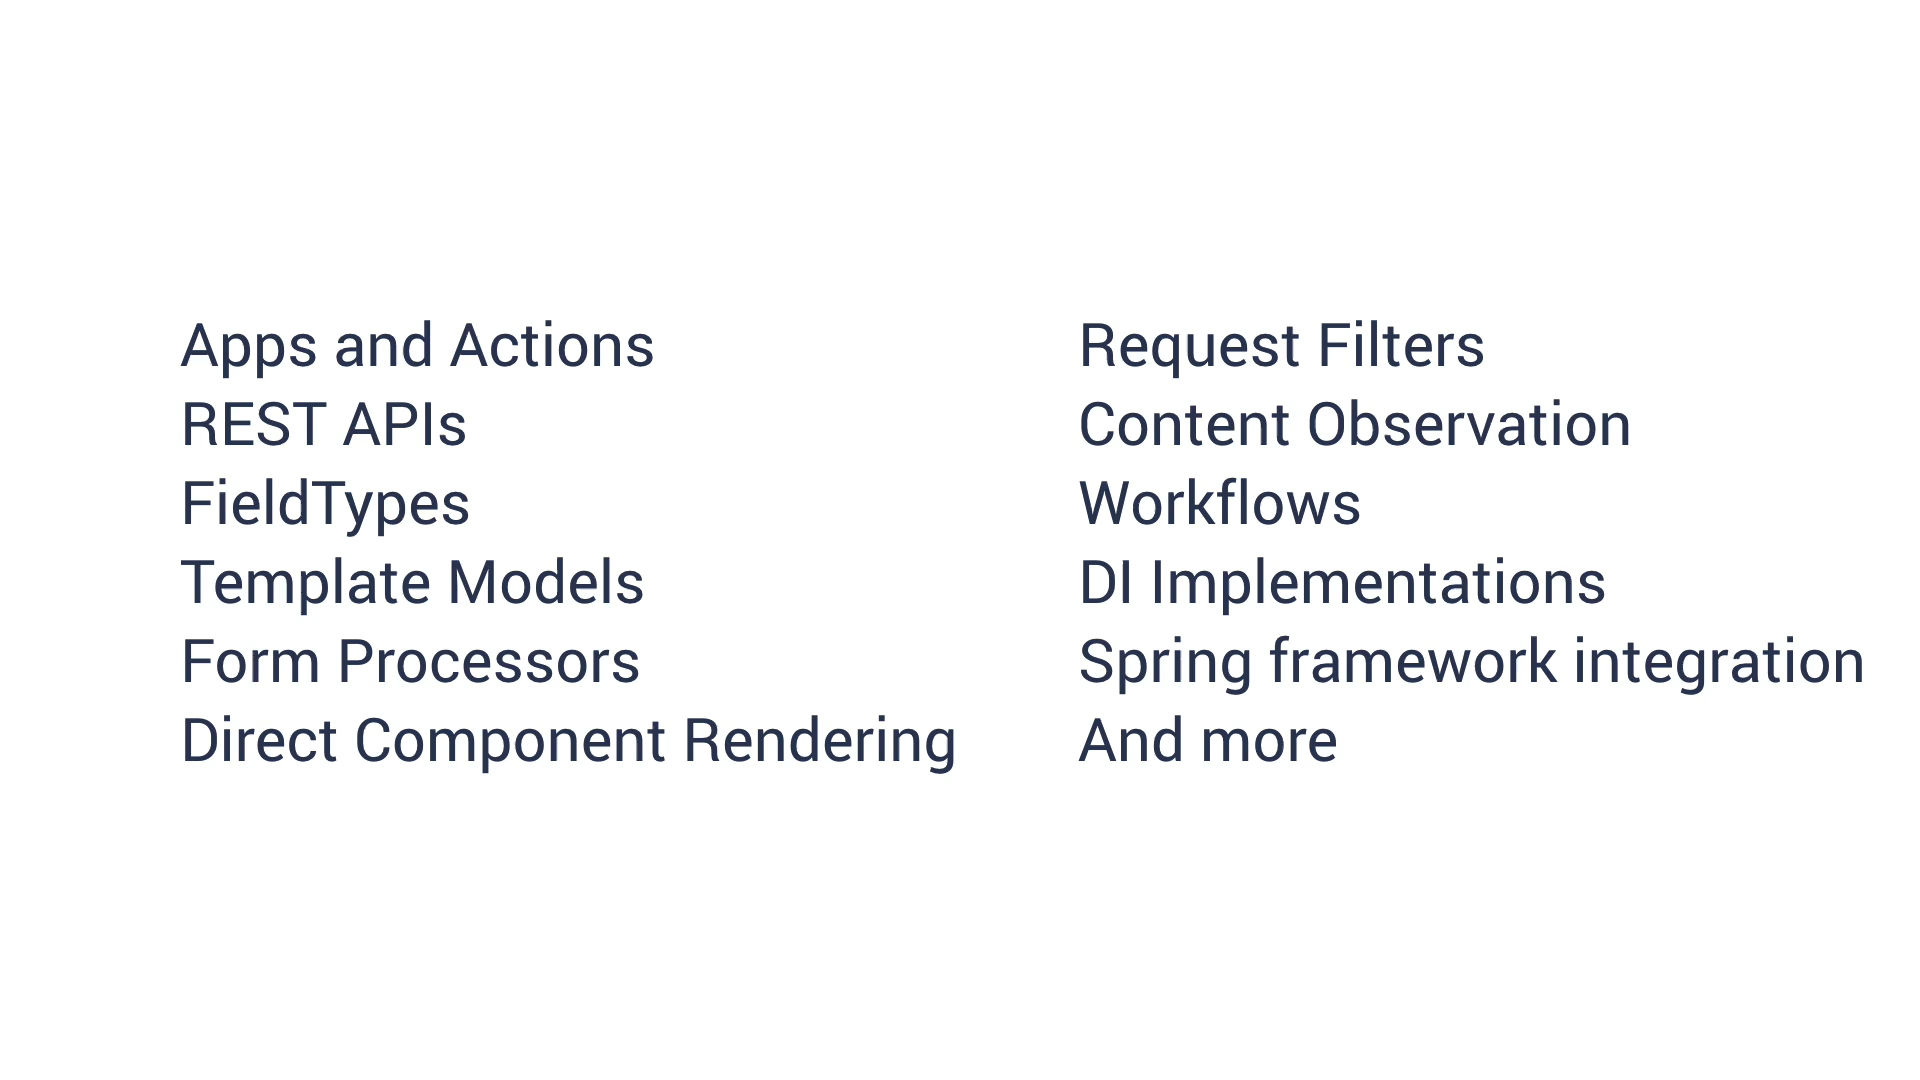 Apps and Actions
REST APIs
FieldTypes
Template Models
Form Processors
Direct Component Rendering
Request Filters
Content Observation
Workflows
DI Implementations
Spring framework integration
And more